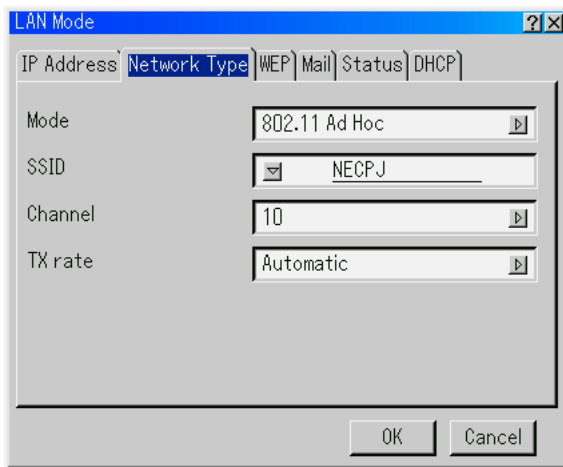 LAN Mode
IP Address Network Type WEP Mail Status DHCP
Mode 802.11 Ad Hoc
SSID NECPJ
Channel 10
TX rate Automatic
OK Cancel